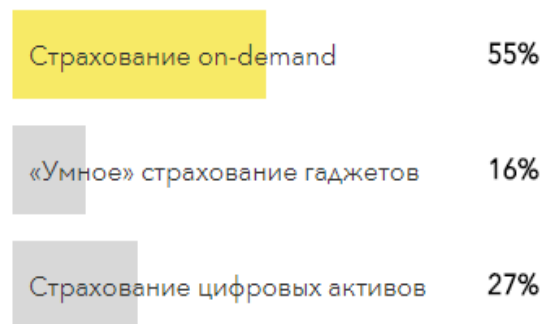 Страхование on-demand 55%
«Умное» страхование гаджетов 16%
Страхование цифровых активов 27%